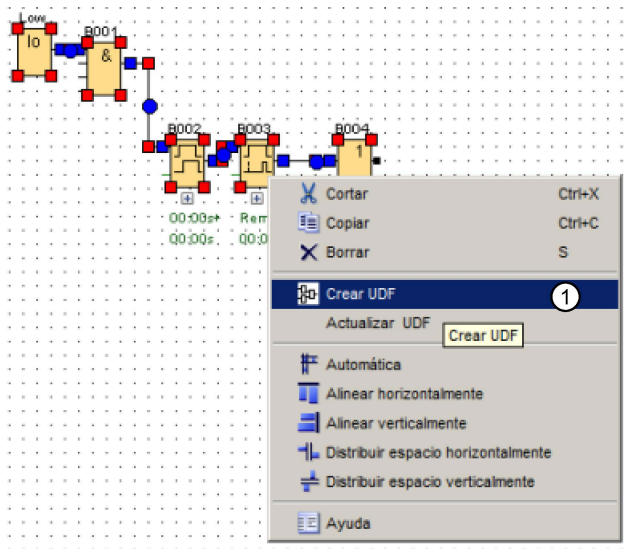 Low
lo
B001
&
B002
B003
B004
1
00:00s+
Rem
00:00s
00:0
Cortar Ctrl+X
Copiar Ctrl+C
Borrar S
Crear UDF 1
Actualizar UDF
Crear UDF
Automática
Alinear horizontalmente
Alinear verticalmente
Distribuir espacio horizontalmente
Distribuir espacio verticalmente
Ayuda